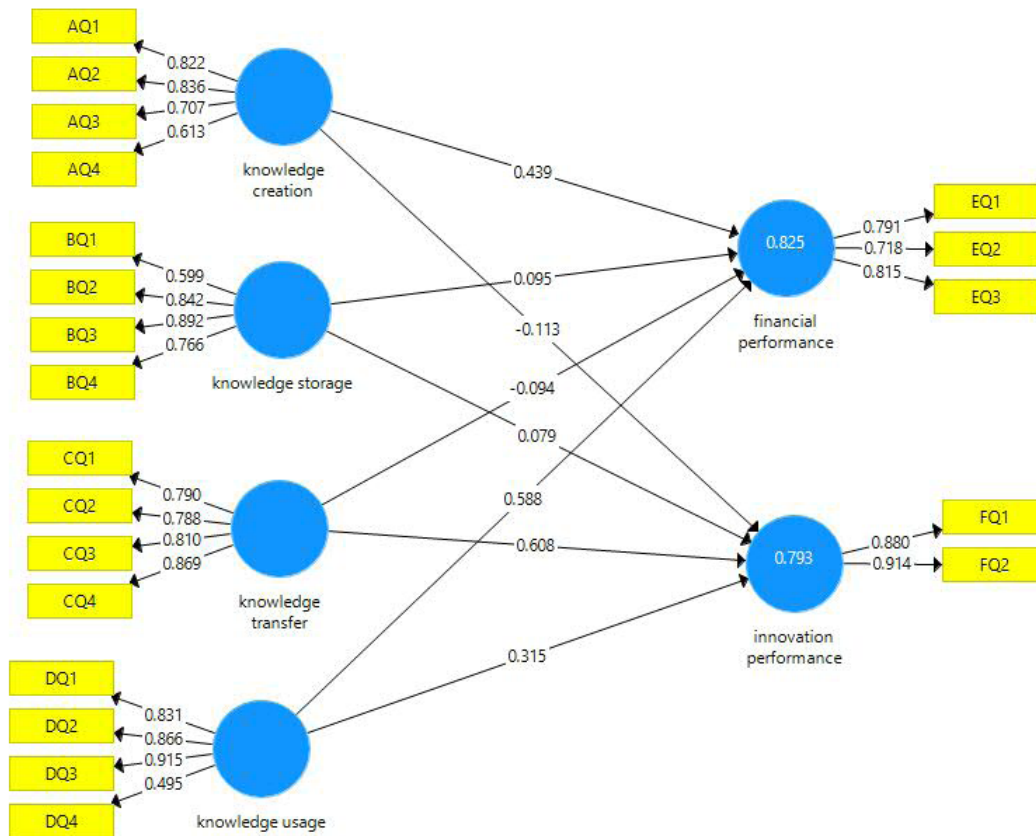 AQ1
AQ2
AQ3
AQ4
0.822
0.836
0.707
0.613
knowledge
creation
BQ1
BQ2
BQ3
BQ4
0.599
0.842
0.892
0.766
knowledge storage
CQ1
CQ2
CQ3
CQ4
0.790
0.788
0.810
0.869
knowledge
transfer
DQ1
DQ2
DQ3
DQ4
0.831
0.866
0.915
0.495
knowledge usage
0.439
0.095
-0.113
-0.094
0.079
0.588
0.608
0.315
0.825
financial
performance
0.791
0.718
0.815
EQ1
EQ2
EQ3
0.793
innovation
performance
0.880
0.914
FQ1
FQ2